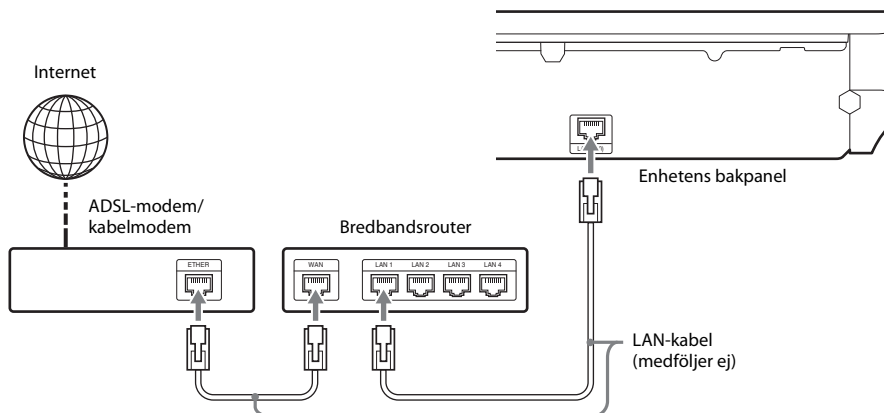 Internet
ADSL-modem/
kabelmodem
Bredbandsrouter
Enhetens bakpanel
ETHER
WAN
LAN 1
LAN 2
LAN 3
LAN 4
LAN-kabel
(medföljer ej)